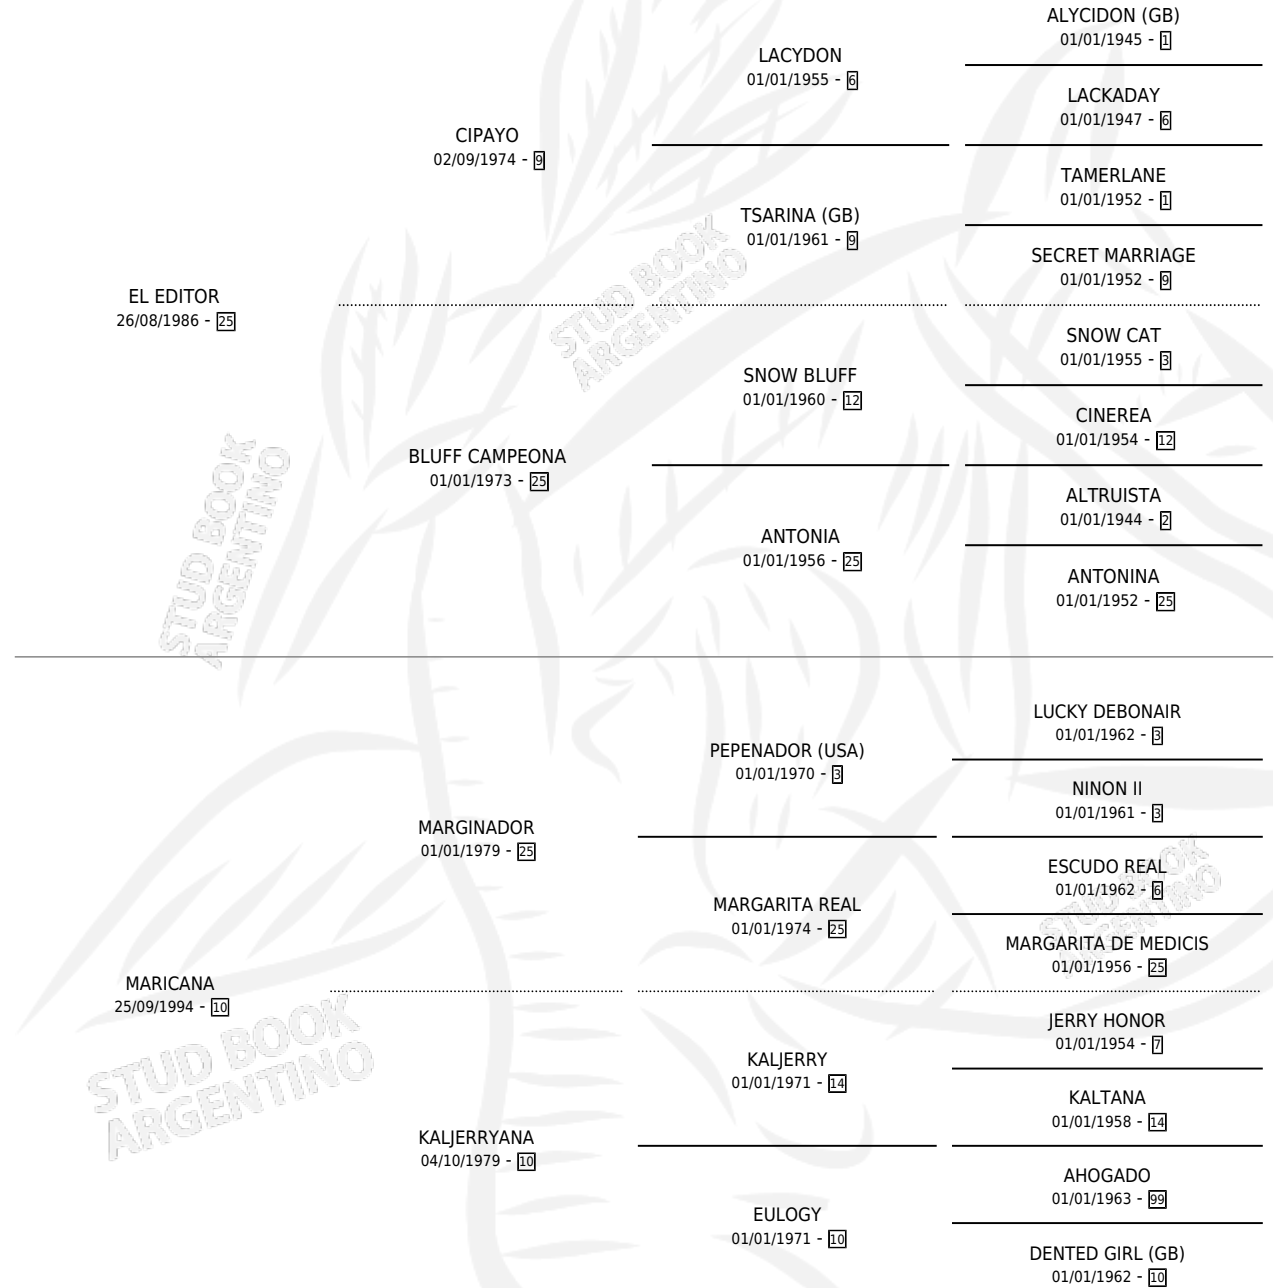 ALYCIDON (GB)
01/01/1945 - 1
LACYDON
01/01/1955 - 6
LACKADAY
01/01/1947 - 6
CIPAYO
02/09/1974 - 9
TAMERLANE
01/01/1952 - 1
TSARINA (GB)
01/01/1961 - 9
SECRET MARRIAGE
01/01/1952 - 9
EL EDITOR
26/08/1986 - 25
STUD BOOK
ARGENTINO
SNOW CAT
01/01/1955 - 3
SNOW BLUFF
01/01/1960 - 12
CINEREA
01/01/1954 - 12
BLUFF CAMPEONA
01/01/1973 - 25
ALTRUISTA
01/01/1944 - 2
ANTONIA
01/01/1956 - 25
ANTONINA
01/01/1952 - 25
STUD BOOK
ARGENTINO
LUCKY DEBONAIR
01/01/1962 - 3
PEPENADOR (USA)
01/01/1970 - 3
NINON II
01/01/1961 - 3
MARGINADOR
01/01/1979 - 25
ESCUDO REAL
01/01/1962 - 6
MARGARITA REAL
01/01/1974 - 25
MARGARITA DE MEDICIS
01/01/1956 - 25
STUD BOOK
ARGENTINO
MARICANA
25/09/1994 - 10
JERRY HONOR
01/01/1954 - 7
KALJERRY
01/01/1971 - 14
KALTANA
01/01/1958 - 14
STUD BOOK
ARGENTINO
KALJERRYANA
04/10/1979 - 10
AHOGADO
01/01/1963 - 99
EULOGY
01/01/1971 - 10
DENTED GIRL (GB)
01/01/1962 - 10